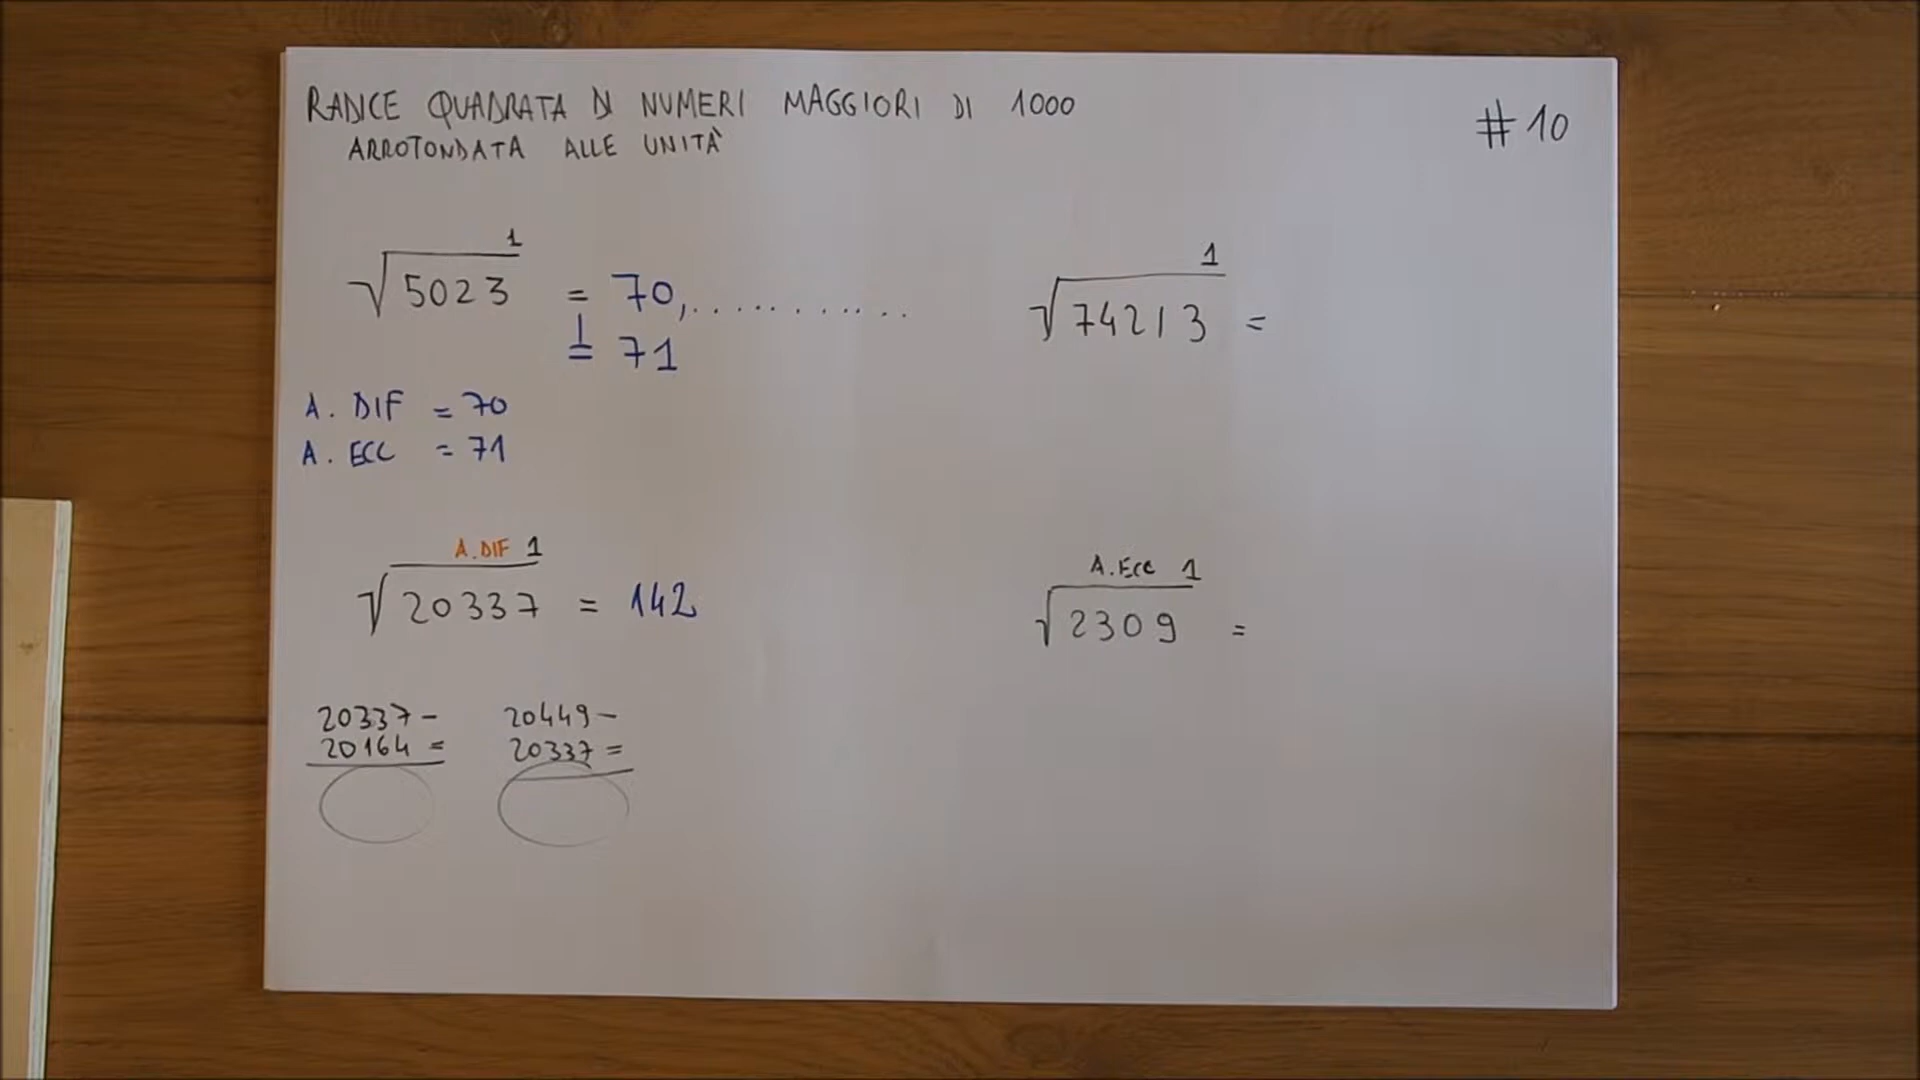 RADICE QUADRATA DI NUMERI MAGGIORI DI 1000
ARROTONDATA ALLE UNITÀ
#10
1
√5023 = 70,............
= 71
A. DIF = 70
A. ECC = 71
1
√74213 =
A. DIF 1
√20337 = 142
20337-
20164 =
20449-
20337=
A. ECC 1
√2309 =